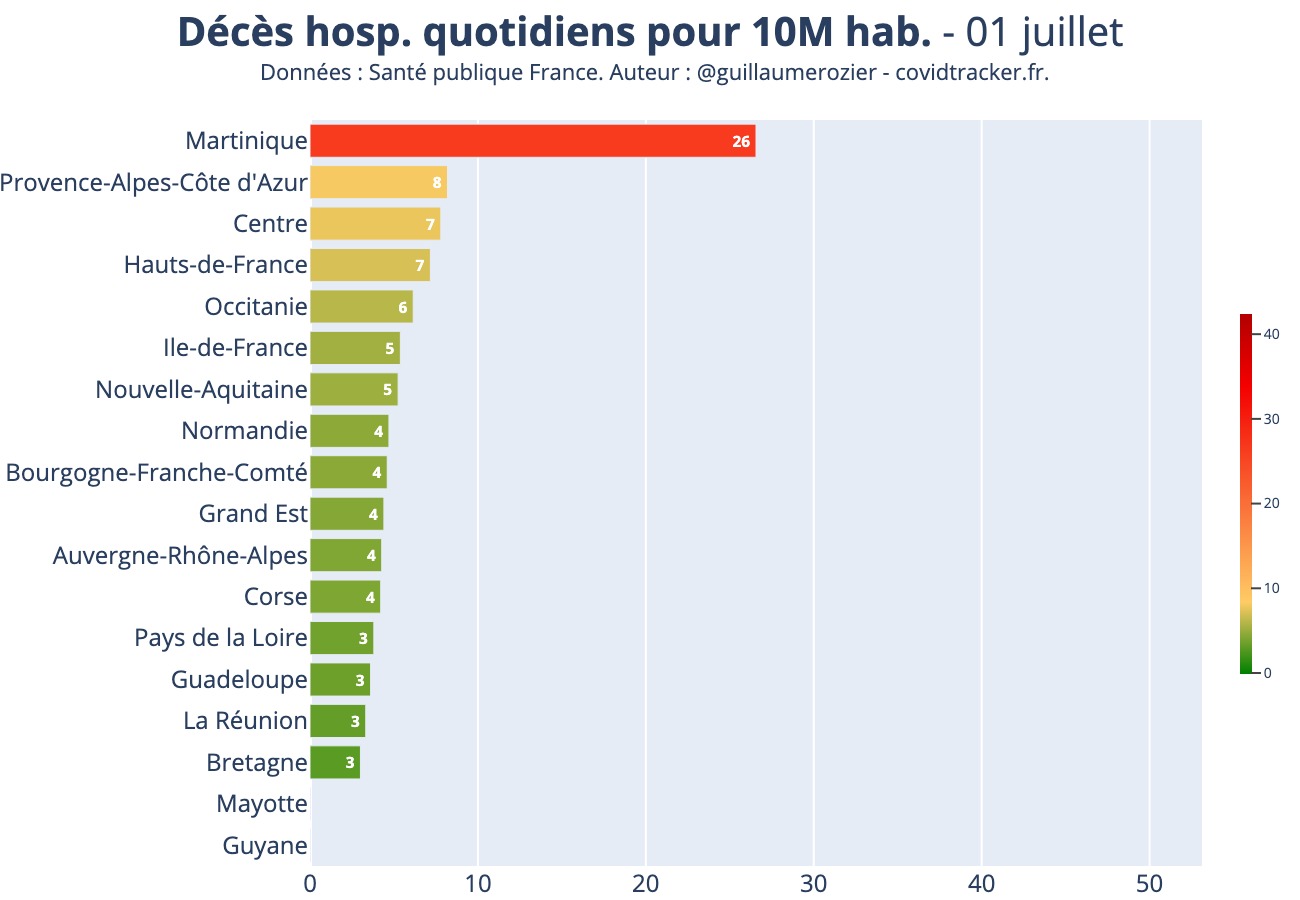 Décès hosp. quotidiens pour 10M hab. - 01 juillet
Données : Santé publique France. Auteur : @guillaumerozier - covidtracker.fr.
Martinique 26
Provence-Alpes-Côte d'Azur 8
Centre 7
Hauts-de-France 7
Occitanie 6
Ile-de-France 5
Nouvelle-Aquitaine 5
Normandie 4
Bourgogne-Franche-Comté 4
Grand Est 4
Auvergne-Rhône-Alpes 4
Corse 4
Pays de la Loire 3
Guadeloupe 3
La Réunion 3
Bretagne 3
Mayotte
Guyane
0 10 20 30 40 50
40
30
20
10
0